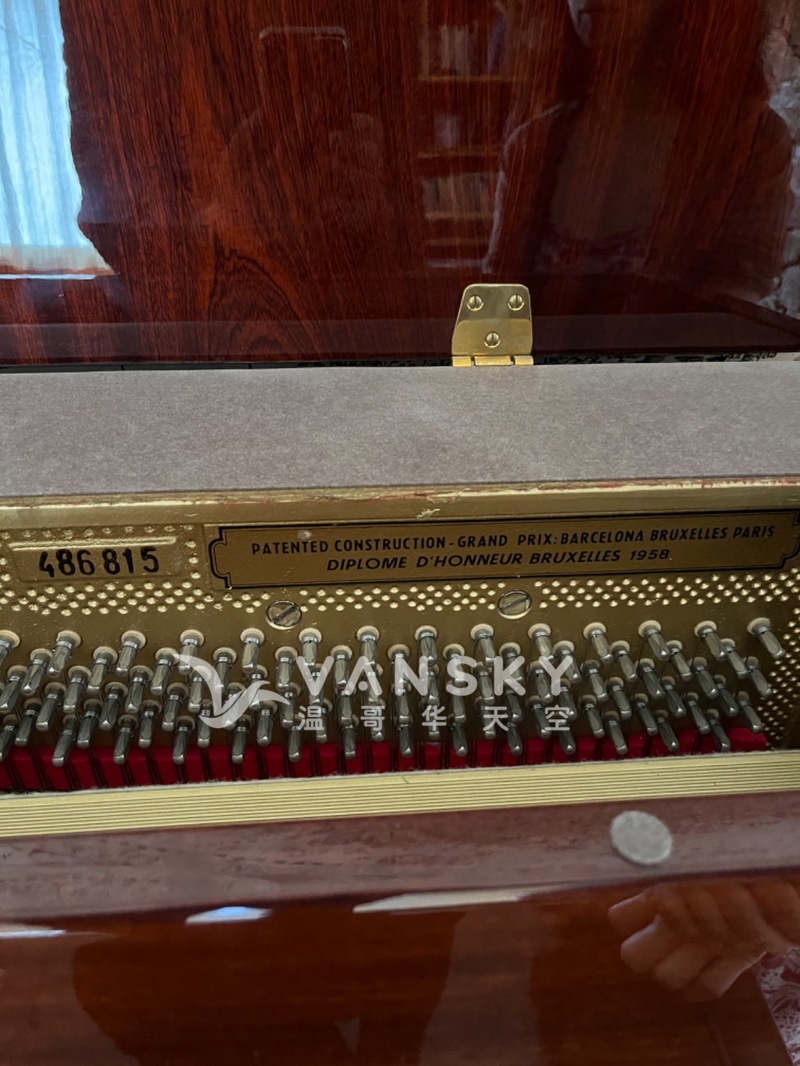 486815
PATENTED CONSTRUCTION - GRAND PRIX: BARCELONA BRUXELLES PARIS
DIPLOME D'HONNEUR BRUXELLES 1958
VANSKY
温哥华天空